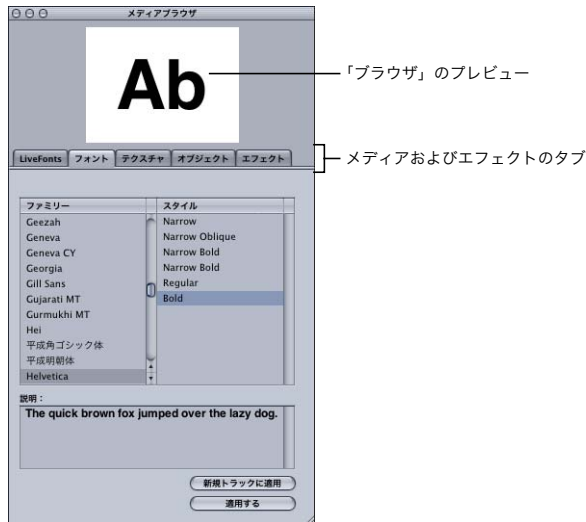 メディアブラウザ
Ab
「ブラウザ」のプレビュー
LiveFonts フォント テクスチャ オブジェクト エフェクト
メディアおよびエフェクトのタブ
ファミリー
Geezah
Geneva
Geneva CY
Georgia
Gill Sans
Gujarati MT
Gurmukhi MT
Hei
平成角ゴシック体
平成明朝体
Helvetica
スタイル
Narrow
Narrow Oblique
Narrow Bold
Narrow Bold
Regular
Bold
説明：
The quick brown fox jumped over the lazy dog.
新規トラックに適用
適用する